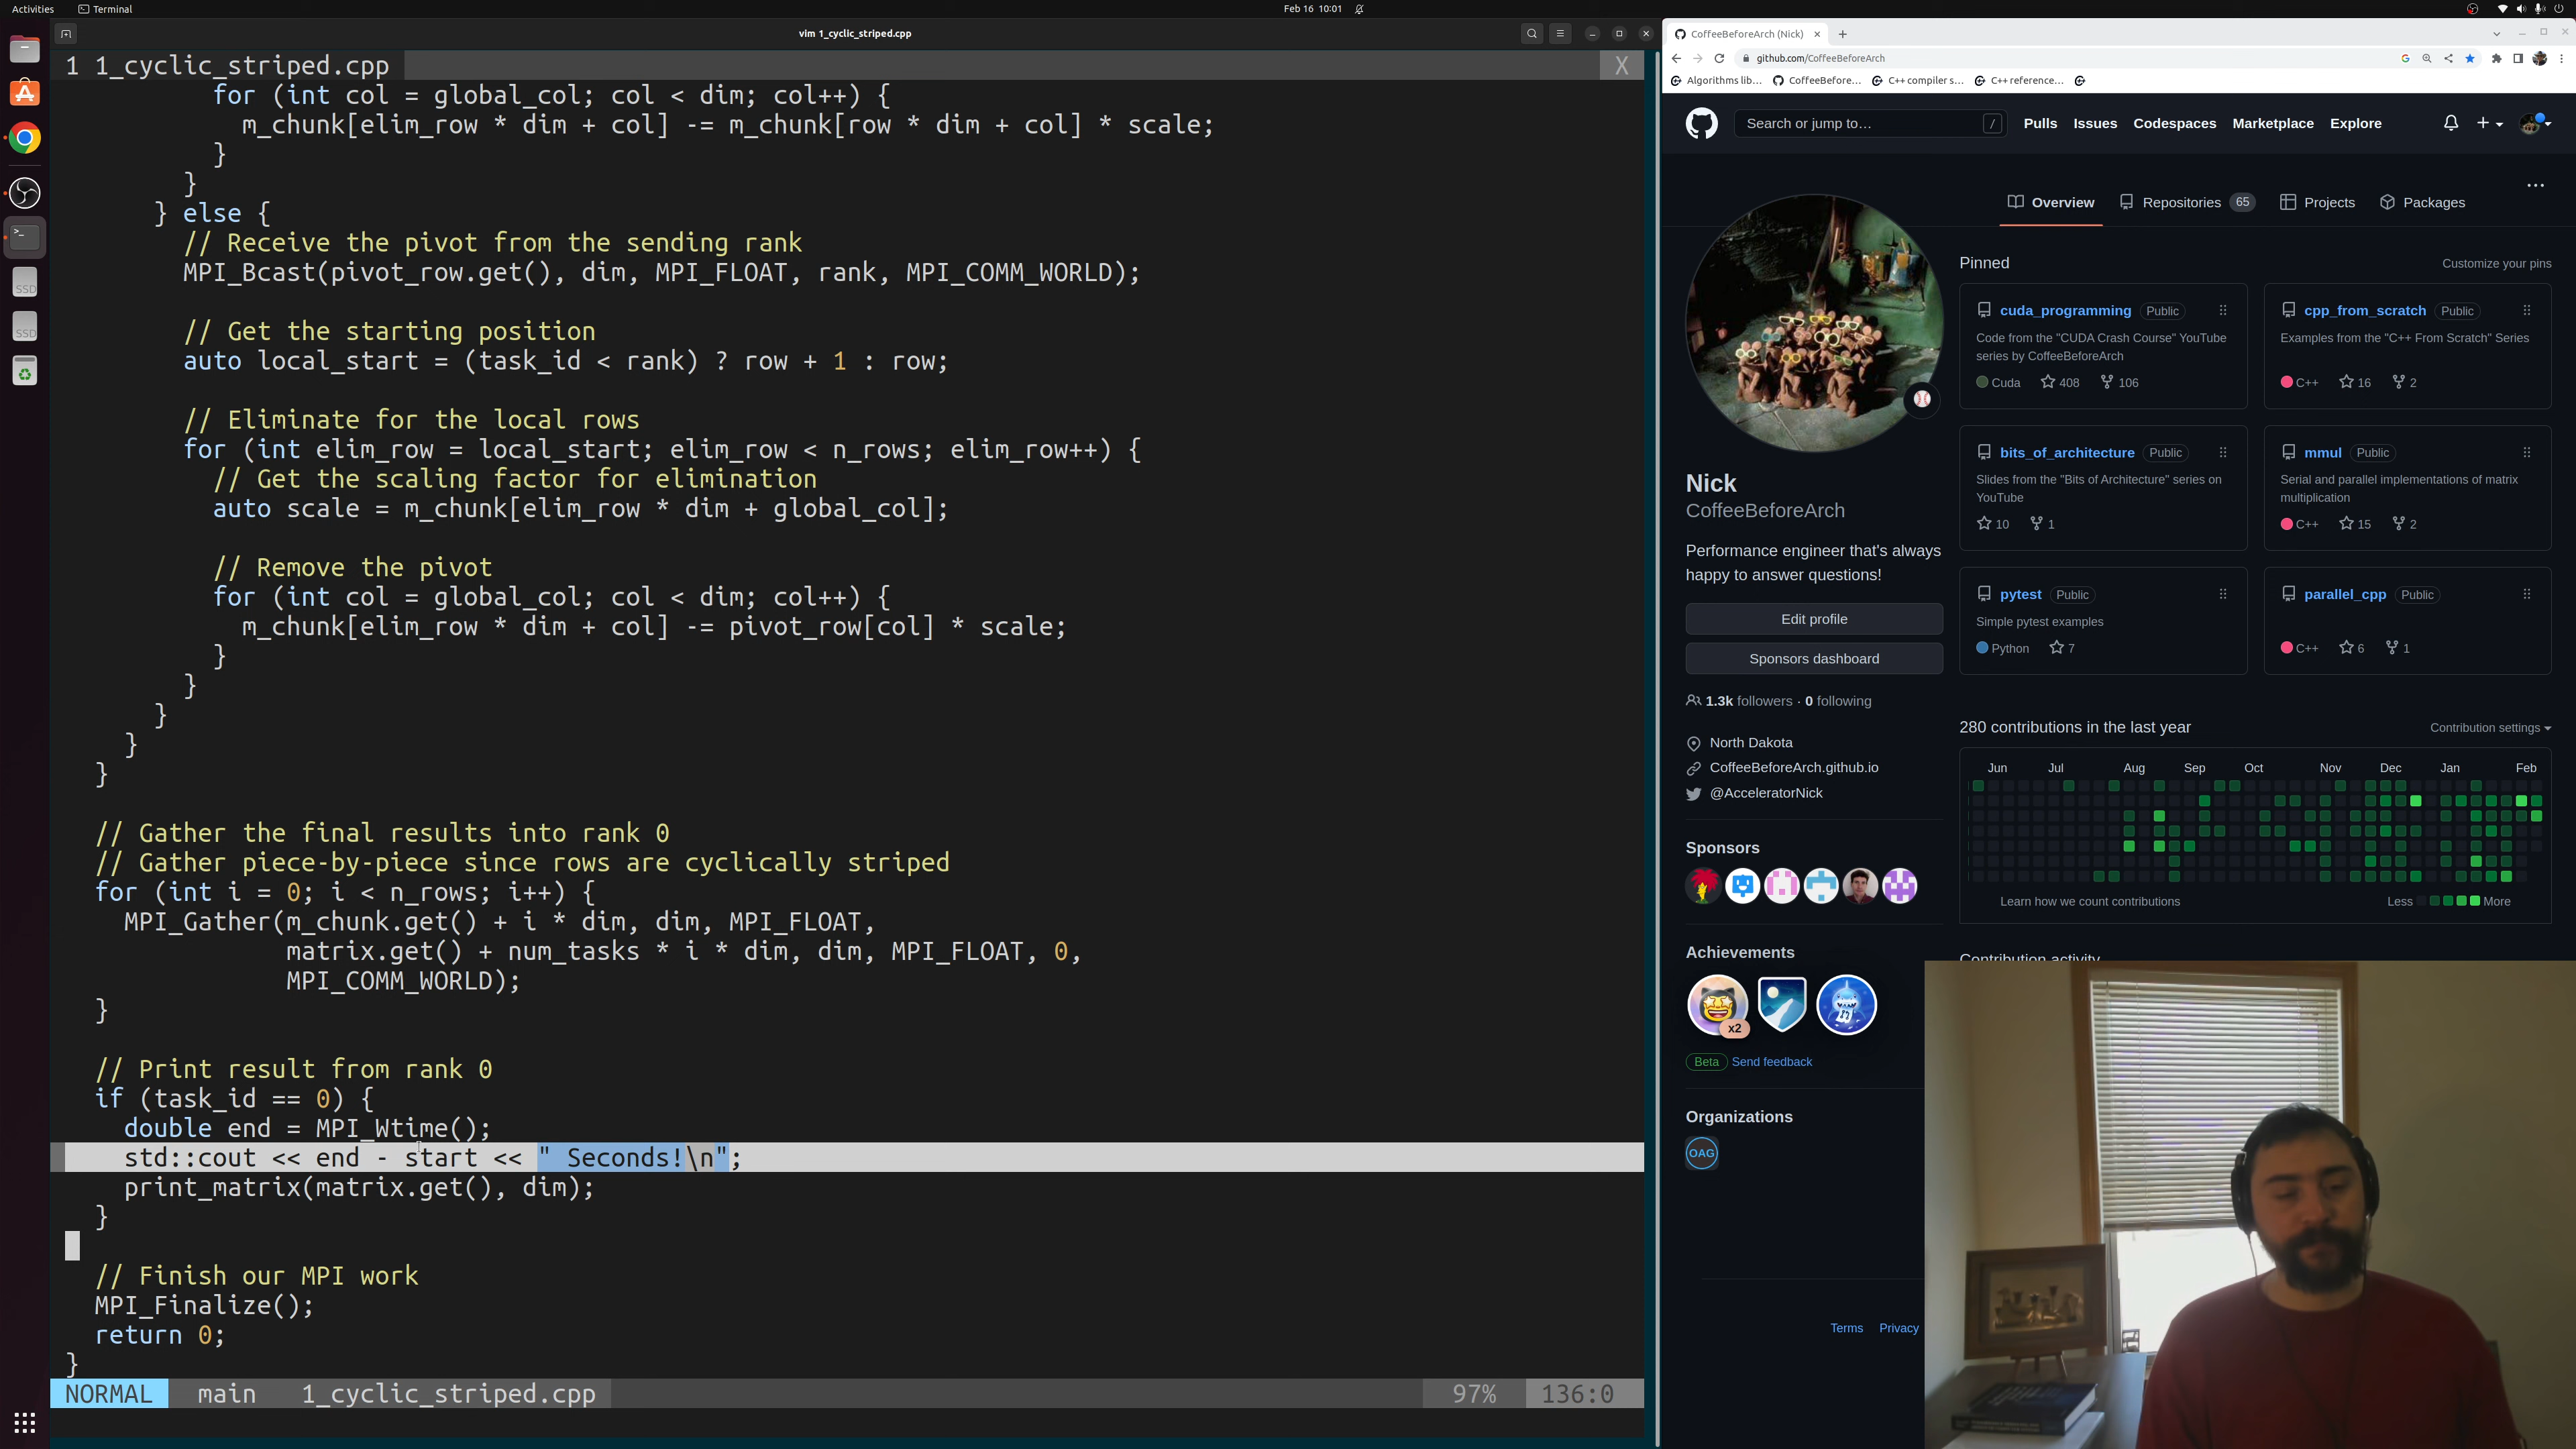 Activities
Terminal
Feb 16 10:01
vim 1_cyclic_striped.cpp
1 1_cyclic_striped.cpp
X
for (int col = global_col; col < dim; col++) {
m_chunk[elim_row * dim + col] -= m_chunk[row * dim + col] * scale;
}
}
} else {
// Receive the pivot from the sending rank
MPI_Bcast(pivot_row.get(), dim, MPI_FLOAT, rank, MPI_COMM_WORLD);
// Get the starting position
auto local_start = (task_id < rank) ? row + 1 : row;
// Eliminate for the local rows
for (int elim_row = local_start; elim_row < n_rows; elim_row++) {
// Get the scaling factor for elimination
auto scale = m_chunk[elim_row * dim + global_col];
// Remove the pivot
for (int col = global_col; col < dim; col++) {
m_chunk[elim_row * dim + col] -= pivot_row[col] * scale;
}
}
}
}
}
// Gather the final results into rank 0
// Gather piece-by-piece since rows are cyclically striped
for (int i = 0; i < n_rows; i++) {
MPI_Gather(m_chunk.get() + i * dim, dim, MPI_FLOAT,
matrix.get() + num_tasks * i * dim, dim, MPI_FLOAT, 0,
MPI_COMM_WORLD);
}
// Print result from rank 0
if (task_id == 0) {
double end = MPI_Wtime();
std::cout << end - start << " Seconds!\n";
print_matrix(matrix.get(), dim);
}
// Finish our MPI work
MPI_Finalize();
return 0;
}
NORMAL main 1_cyclic_striped.cpp 97% 136:0
SSD
SSD
CoffeeBeforeArch (Nick)
github.com/CoffeeBeforeArch
Algorithms lib…
CoffeeBefore…
C++ compiler s…
C++ reference…
Search or jump to…
/
Pulls
Issues
Codespaces
Marketplace
Explore
Overview
Repositories 65
Projects
Packages
Nick
CoffeeBeforeArch
Performance engineer that's always
happy to answer questions!
Edit profile
Sponsors dashboard
1.3k followers · 0 following
North Dakota
CoffeeBeforeArch.github.io
@AcceleratorNick
Sponsors
Achievements
x2
Beta Send feedback
Organizations
OAG
Pinned
Customize your pins
cuda_programming Public
Code from the "CUDA Crash Course" YouTube
series by CoffeeBeforeArch
Cuda 408 106
cpp_from_scratch Public
Examples from the "C++ From Scratch" Series
C++ 16 2
bits_of_architecture Public
Slides from the "Bits of Architecture" series on
YouTube
10 1
mmul Public
Serial and parallel implementations of matrix
multiplication
C++ 15 2
pytest Public
Simple pytest examples
Python 7
parallel_cpp Public
C++ 6 1
280 contributions in the last year
Contribution settings
Jun Jul Aug Sep Oct Nov Dec Jan Feb
Learn how we count contributions
Less More
Contribution activity
Terms Privacy